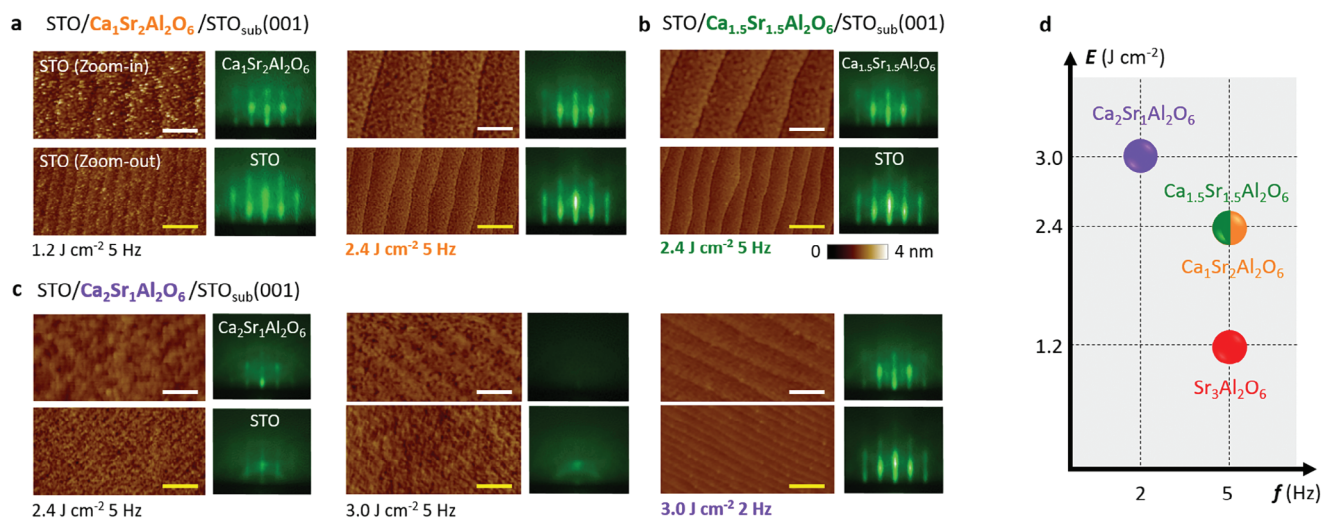 a STO/Ca₁Sr₂Al₂O₆/STOsub(001)
STO (Zoom-in)
Ca₁Sr₂Al₂O₆
STO (Zoom-out)
STO
1.2 J cm⁻² 5 Hz
2.4 J cm⁻² 5 Hz
b STO/Ca₁.₅Sr₁.₅Al₂O₆/STOsub(001)
Ca₁.₅Sr₁.₅Al₂O₆
STO
2.4 J cm⁻² 5 Hz
0 4 nm
c STO/Ca₂Sr₁Al₂O₆/STOsub(001)
Ca₂Sr₁Al₂O₆
STO
2.4 J cm⁻² 5 Hz
3.0 J cm⁻² 5 Hz
3.0 J cm⁻² 2 Hz
d
E (J cm⁻²)
Ca₂Sr₁Al₂O₆
3.0
Ca₁.₅Sr₁.₅Al₂O₆
2.4
Ca₁Sr₂Al₂O₆
1.2
Sr₃Al₂O₆
2 5 f (Hz)